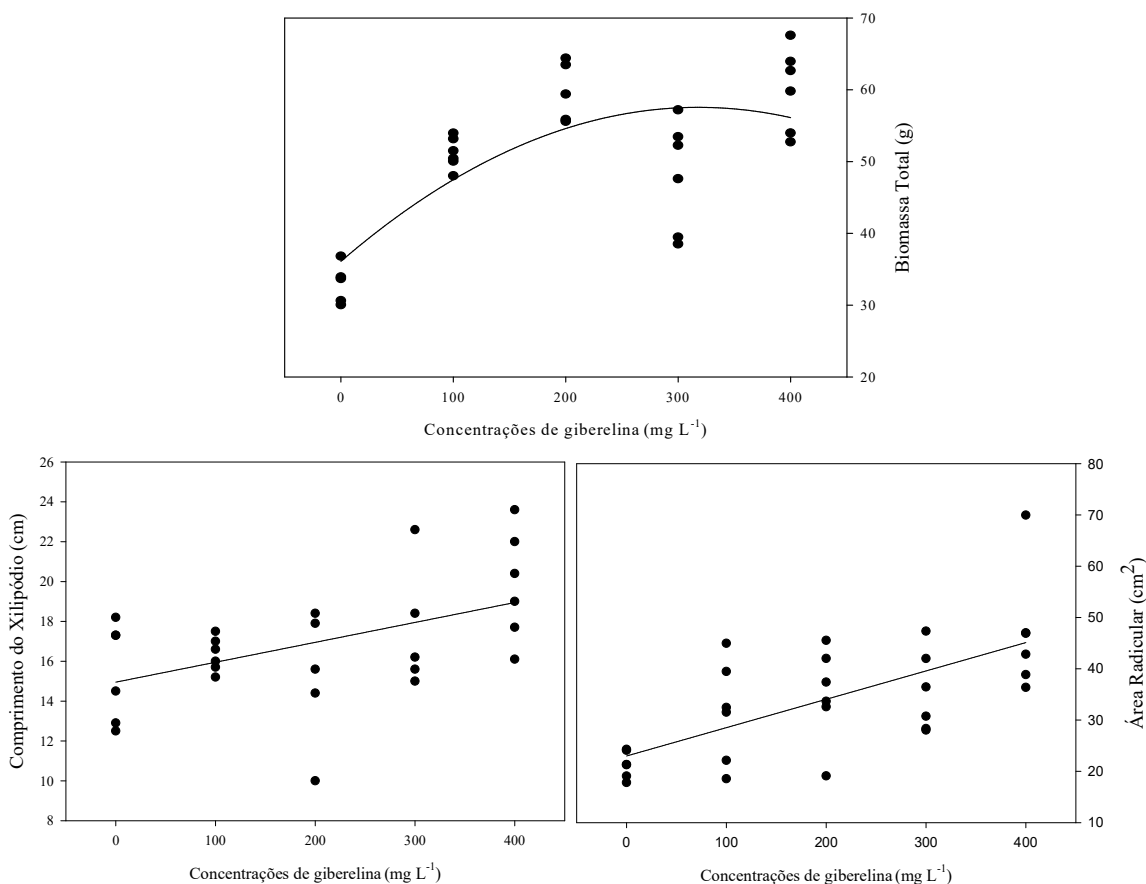 70
60
50
40
30
20
Biomassa Total (g)
0 100 200 300 400
Concentrações de giberelina (mg L-1)
26
24
22
20
18
16
14
12
10
8
Comprimento do Xilipódio (cm)
0 100 200 300 400
Concentrações de giberelina (mg L-1)
80
70
60
50
40
30
20
10
Área Radicular (cm2)
0 100 200 300 400
Concentrações de giberelina (mg L-1)